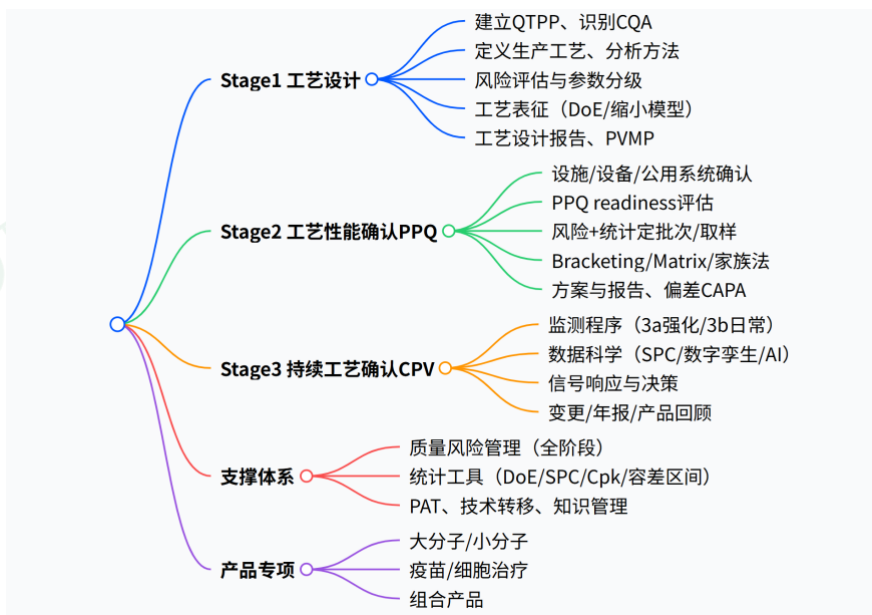 Stage1 工艺设计
建立QTPP、识别CQA
定义生产工艺、分析方法
风险评估与参数分级
工艺表征（DoE/缩小模型）
工艺设计报告、PVMP
Stage2 工艺性能确认PPQ
设施/设备/公用系统确认
PPQ readiness评估
风险+统计定批次/取样
Bracketing/Matrix/家族法
方案与报告、偏差CAPA
Stage3 持续工艺确认CPV
监测程序（3a强化/3b日常）
数据科学（SPC/数字孪生/AI）
信号响应与决策
变更/年报/产品回顾
支撑体系
质量风险管理（全阶段）
统计工具（DoE/SPC/Cpk/容差区间）
PAT、技术转移、知识管理
产品专项
大分子/小分子
疫苗/细胞治疗
组合产品